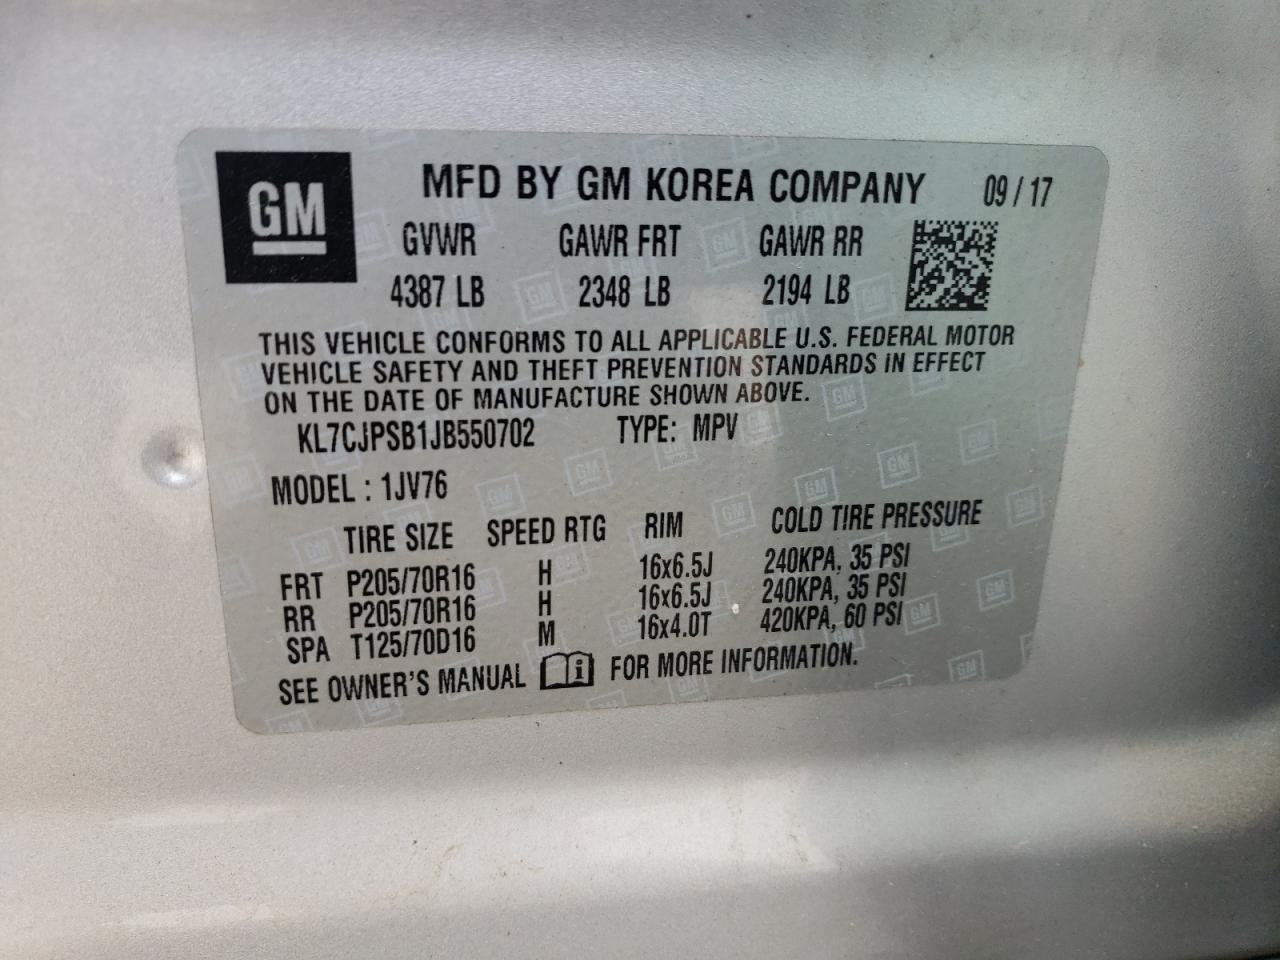 GM
MFD BY GM KOREA COMPANY 09/17
GVWR GAWR FRT GAWR RR
4387 LB 2348 LB 2194 LB
THIS VEHICLE CONFORMS TO ALL APPLICABLE U.S. FEDERAL MOTOR
VEHICLE SAFETY AND THEFT PREVENTION STANDARDS IN EFFECT
ON THE DATE OF MANUFACTURE SHOWN ABOVE.
KL7CJPSB1JB550702 TYPE: MPV
MODEL : 1JV76
TIRE SIZE SPEED RTG RIM COLD TIRE PRESSURE
FRT P205/70R16 H 16x6.5J 240KPA, 35 PSI
RR P205/70R16 H 16x6.5J 240KPA, 35 PSI
SPA T125/70D16 M 16x4.0T 420KPA, 60 PSI
SEE OWNER'S MANUAL i FOR MORE INFORMATION.